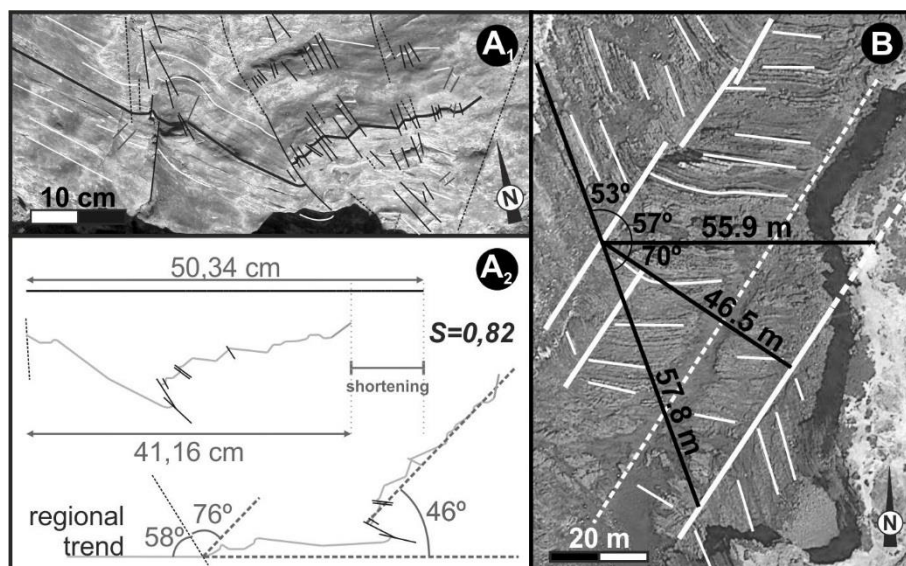 A1
10 cm
N
50,34 cm
A2
S=0,82
shortening
41,16 cm
regional
trend
58º
76º
46º
B
53º
57º
55.9 m
70º
46.5 m
57.8 m
20 m
N